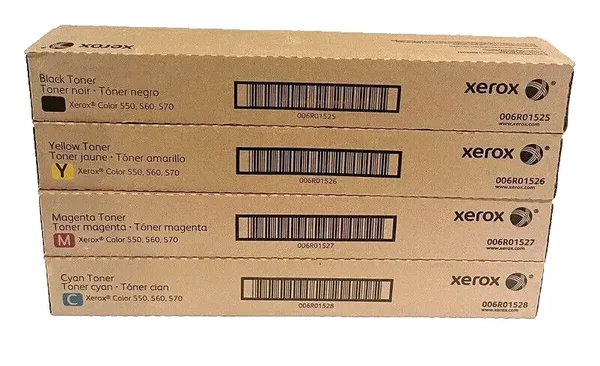 xerox
Black Toner
Toner noir • Tóner negro
Xerox® Color 550, 560, 570
006R01525
xerox
006R01525
www.xerox.com
Yellow Toner
Toner jaune • Tóner amarillo
Y Xerox® Color 550, 560, 570
006R01526
xerox
006R01526
www.xerox.com
Magenta Toner
Toner magenta • Tóner magenta
M Xerox® Color 550, 560, 570
006R01527
xerox
006R01527
www.xerox.com
Cyan Toner
Toner cyan • Tóner cian
C Xerox® Color 550, 560, 570
006R01528
xerox
006R01528
www.xerox.com